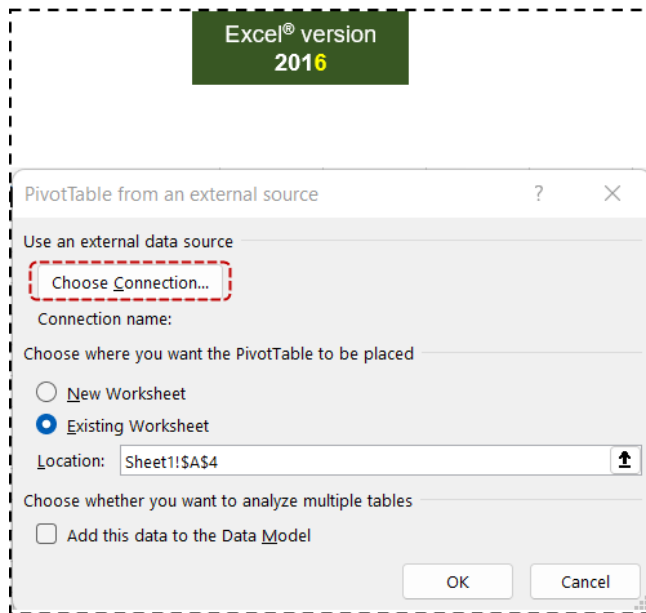 Excel® version
2016
PivotTable from an external source ?
Use an external data source
Choose Connection...
Connection name:
Choose where you want the PivotTable to be placed
New Worksheet
Existing Worksheet
Location: Sheet1!$A$4
Choose whether you want to analyze multiple tables
Add this data to the Data Model
OK Cancel